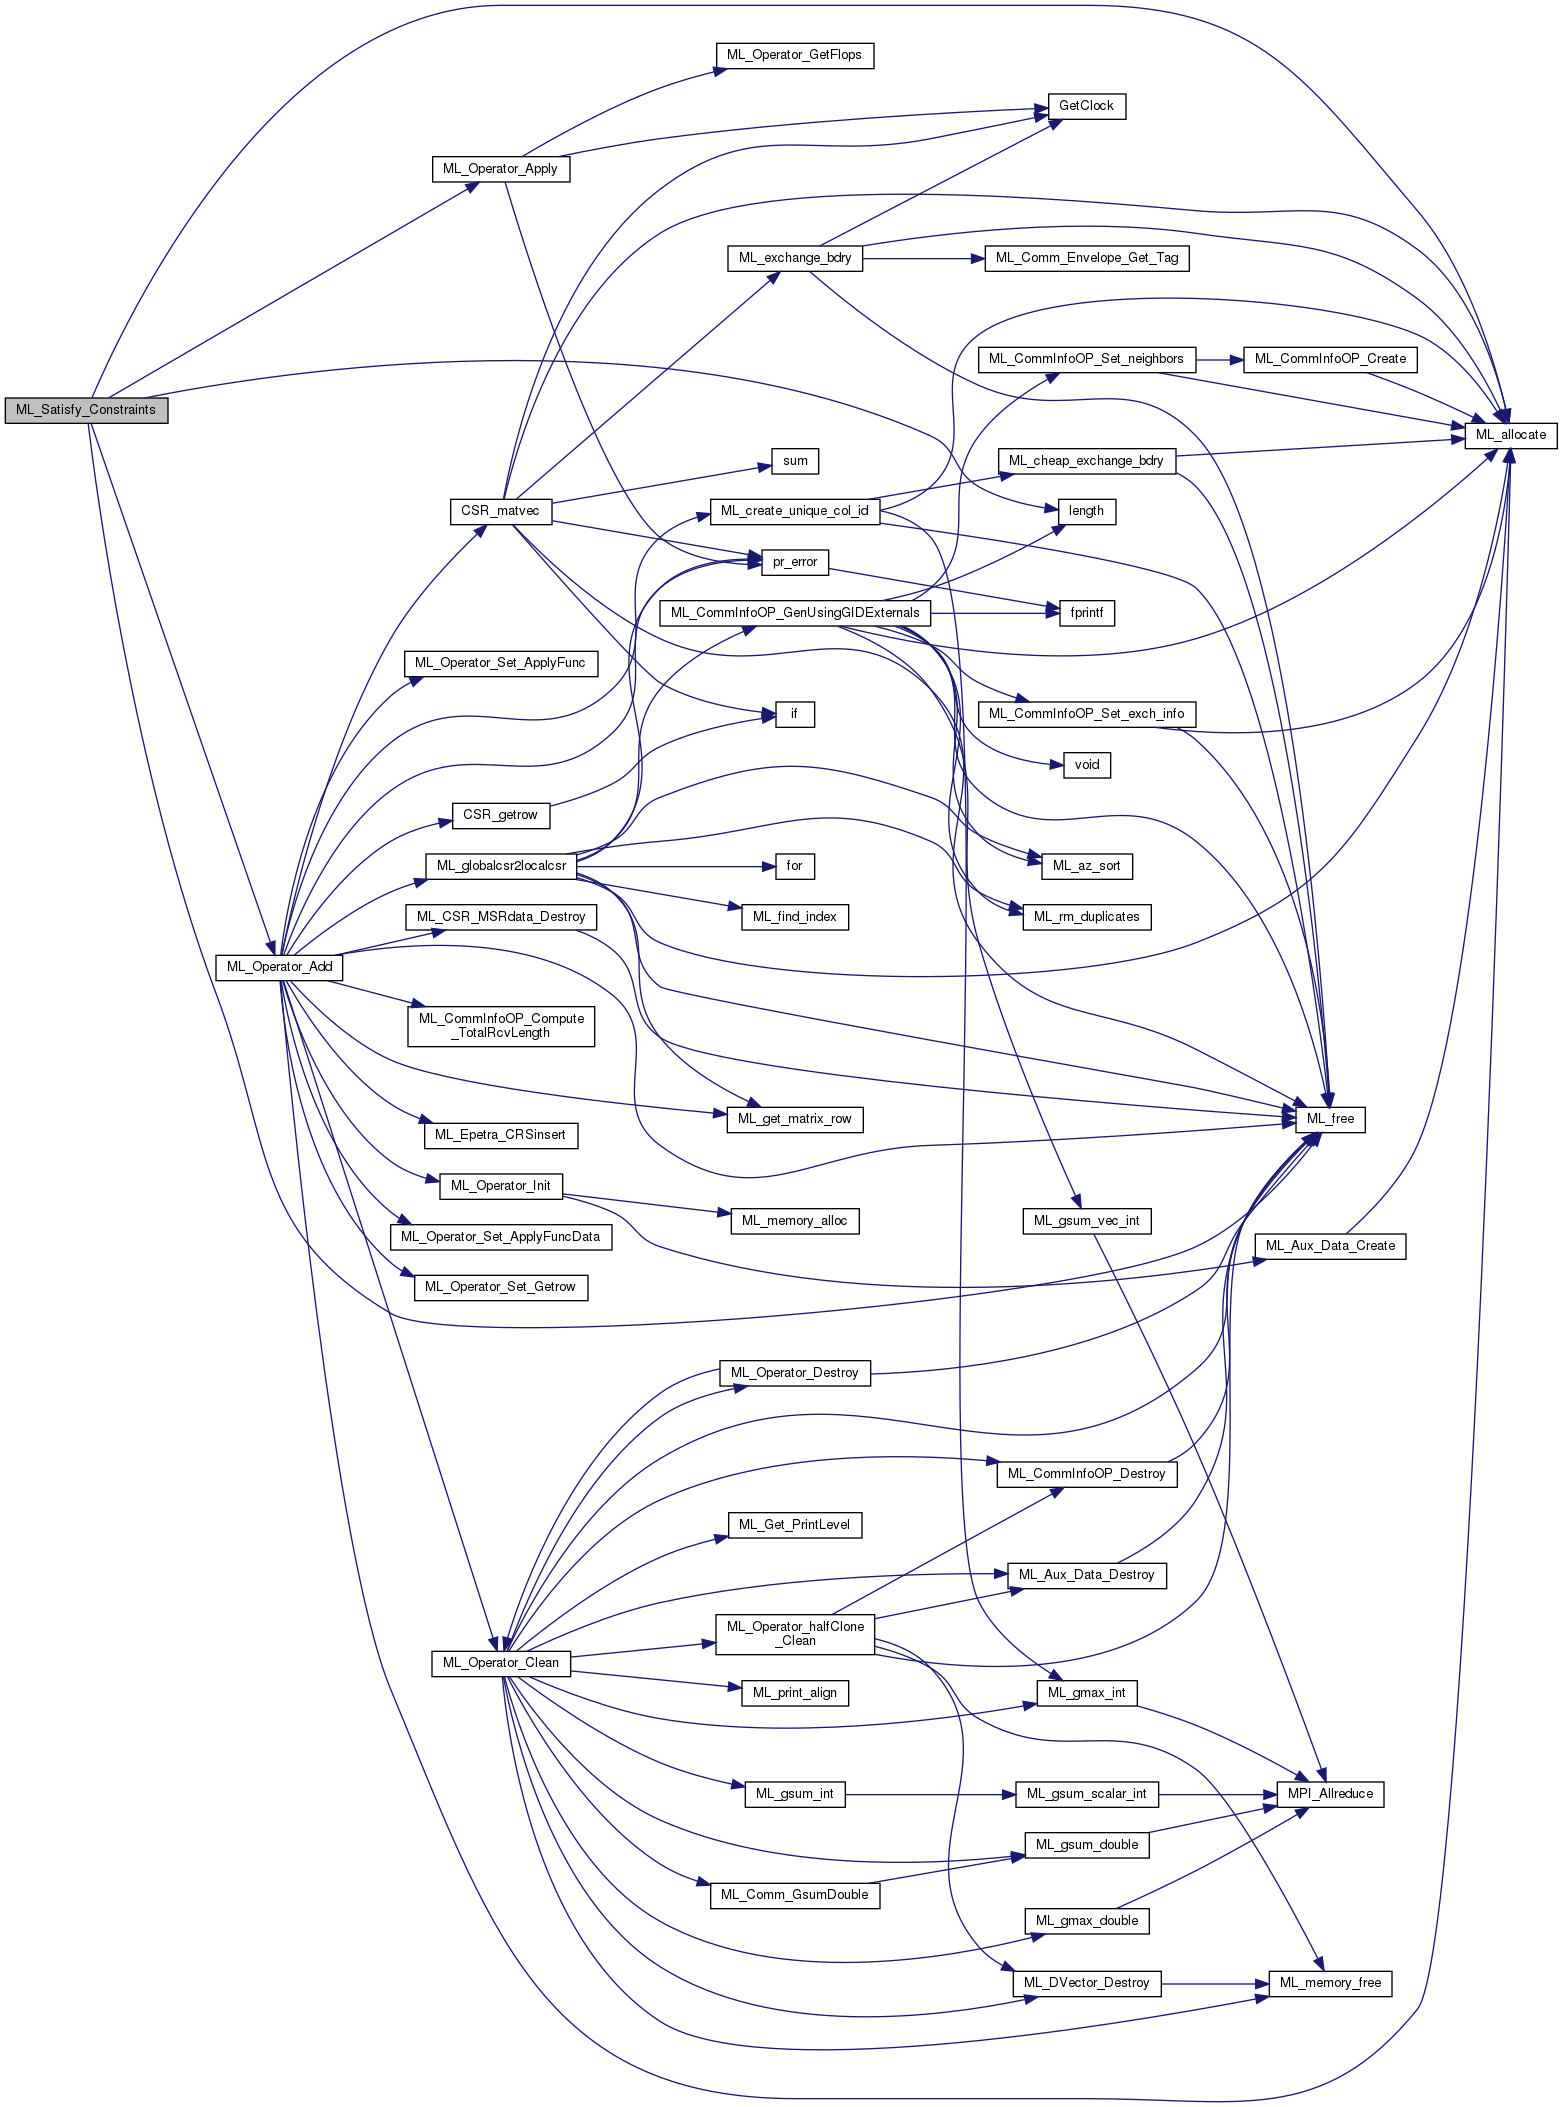 ML_Operator_GetFlops
GetClock
ML_Operator_Apply
ML_exchange_bdry
ML_Comm_Envelope_Get_Tag
ML_CommInfoOP_Set_neighbors
ML_CommInfoOP_Create
ML_Satisfy_Constraints
ML_allocate
sum
ML_cheap_exchange_bdry
CSR_matvec
ML_create_unique_col_id
length
pr_error
ML_CommInfoOP_GenUsingGIDExternals
fprintf
ML_Operator_Set_ApplyFunc
if
ML_CommInfoOP_Set_exch_info
void
CSR_getrow
ML_globalcsr2localcsr
for
ML_az_sort
ML_CSR_MSRdata_Destroy
ML_find_index
ML_rm_duplicates
ML_Operator_Add
ML_CommInfoOP_Compute
_TotalRcvLength
ML_get_matrix_row
ML_free
ML_Epetra_CRSinsert
ML_Operator_Init
ML_memory_alloc
ML_gsum_vec_int
ML_Operator_Set_ApplyFuncData
ML_Aux_Data_Create
ML_Operator_Set_Getrow
ML_Operator_Destroy
ML_CommInfoOP_Destroy
ML_Get_PrintLevel
ML_Aux_Data_Destroy
ML_Operator_halfClone
_Clean
ML_Operator_Clean
ML_print_align
ML_gmax_int
ML_gsum_int
ML_gsum_scalar_int
MPI_Allreduce
ML_gsum_double
ML_Comm_GsumDouble
ML_gmax_double
ML_DVector_Destroy
ML_memory_free